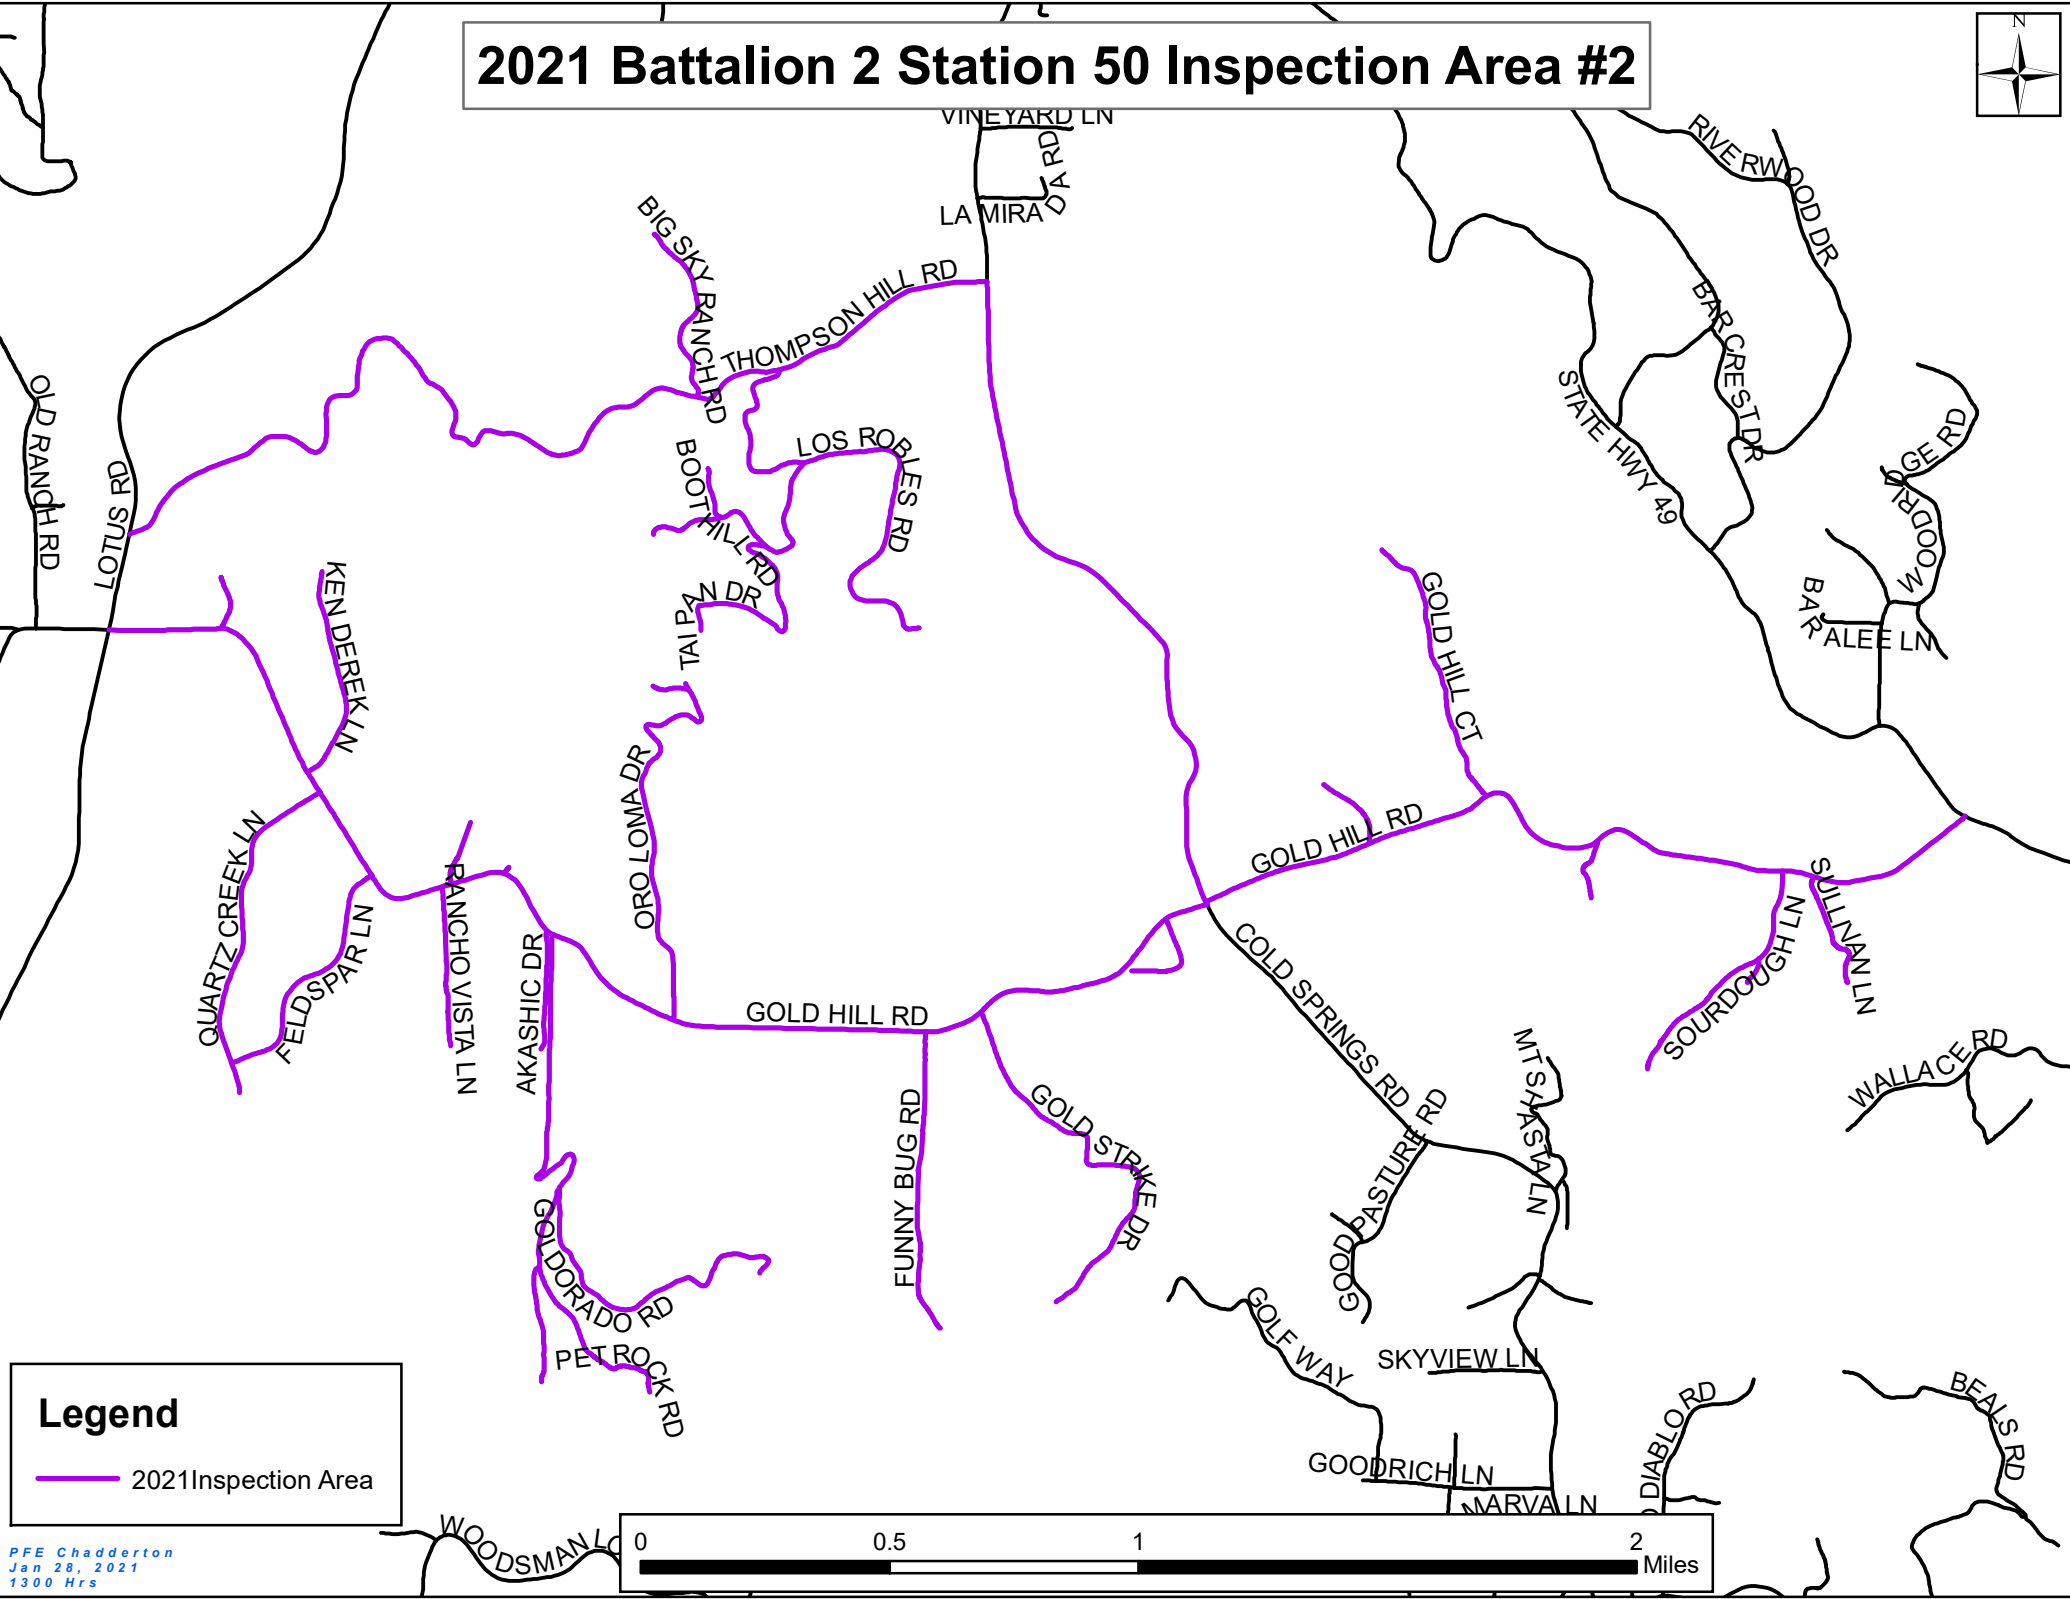 2021 Battalion 2 Station 50 Inspection Area #2
N
VINEYARD LN
LA MIRADA RD
RIVERWOOD DR
BIG SKY RANCH RD
THOMPSON HILL RD
BAR CREST DR
STATE HWY 49
OLD RANCH RD
LOTUS RD
WOODRIDGE RD
LOS ROBLES RD
BOOT HILL RD
TAI PAN DR
KEN DEREK LN
GOLD HILL CT
BARALEE LN
ORO LOMA DR
GOLD HILL RD
QUARTZ CREEK LN
FELDSPAR LN
RANCHO VISTA LN
AKASHIC DR
GOLD HILL RD
COLD SPRINGS RD
SULLIVAN LN
SOURDOUGH LN
WALLACE RD
MT SHASTA LN
GOOD PASTURE RD
FUNNY BUG RD
GOLD STRIKE DR
GOLDORADO RD
PET ROCK RD
GOLF WAY
SKYVIEW LN
GOODRICH LN
MARVA LN
DIABLO RD
BEALS RD
WOODSMAN LO
Legend
2021Inspection Area
PFE Chadderton
Jan 28, 2021
1300 Hrs
0 0.5 1 2
Miles